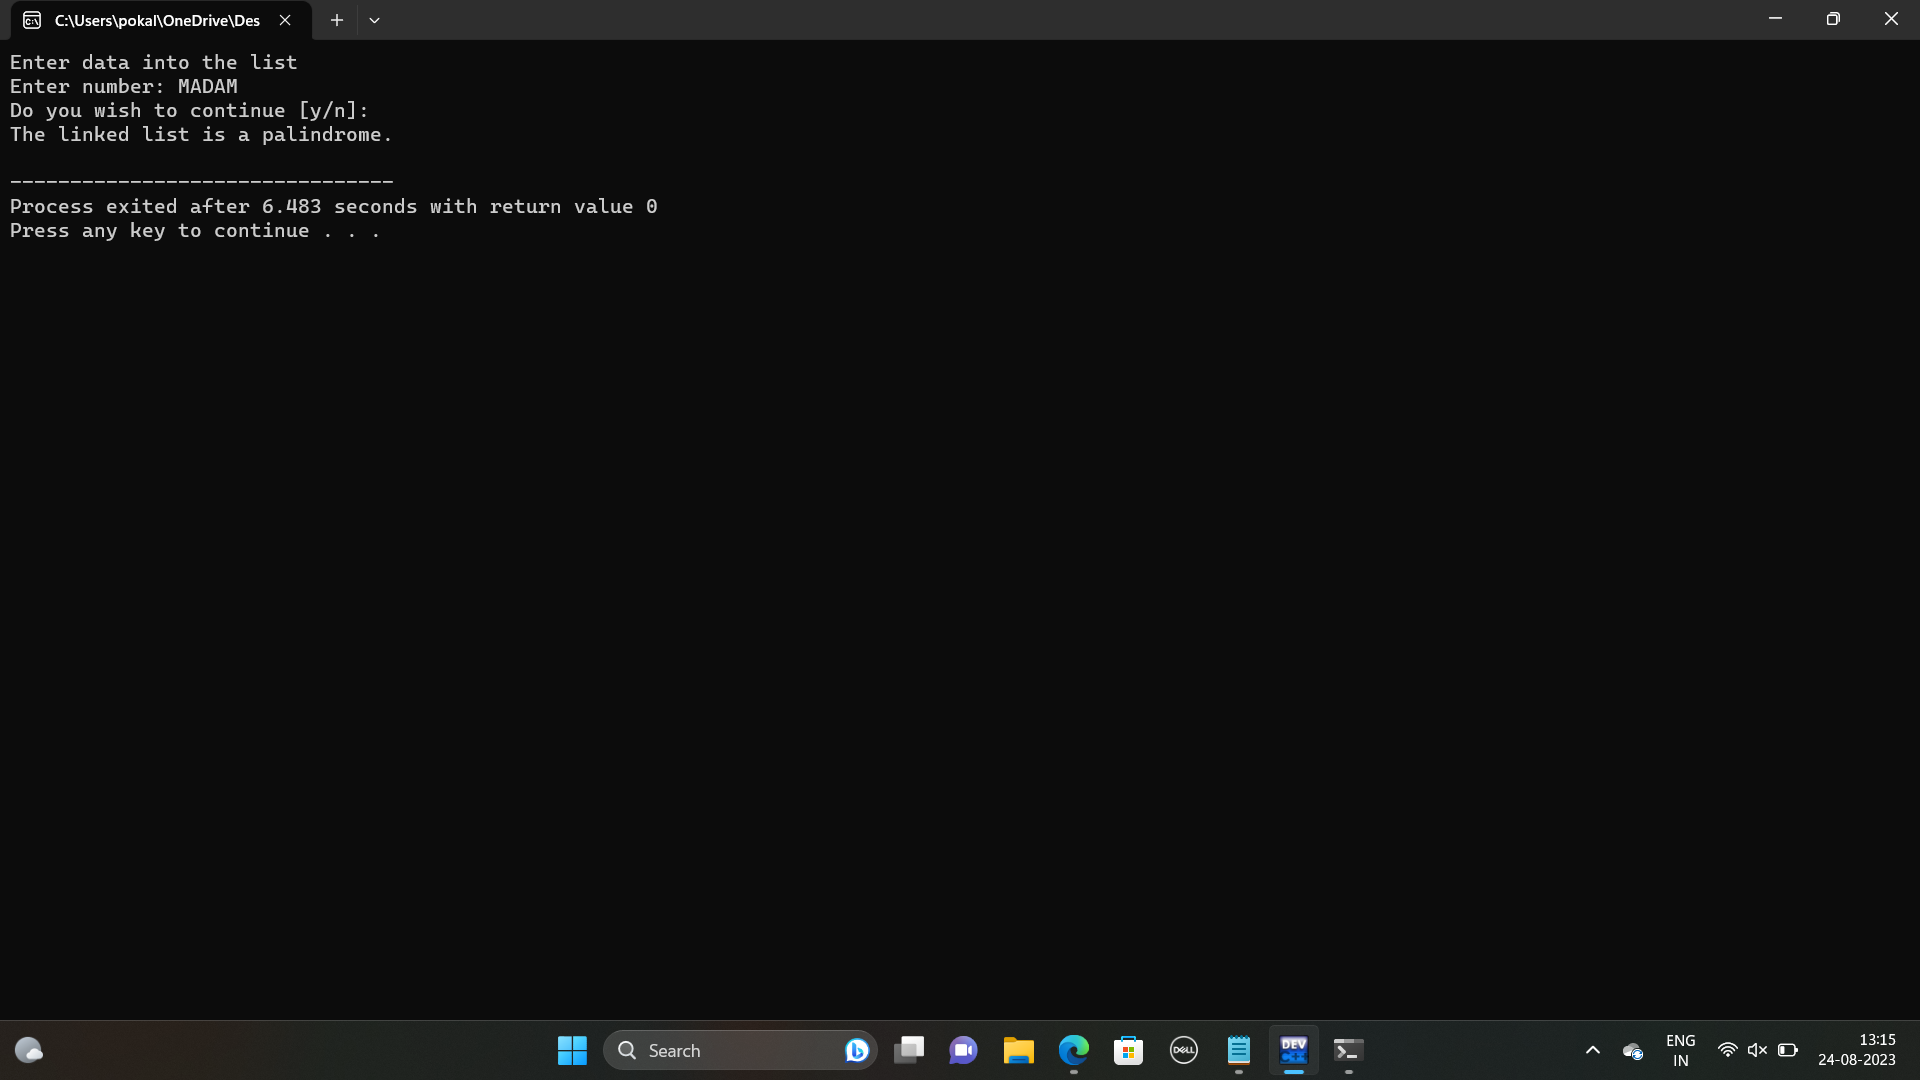 C:\Users\pokal\OneDrive\Des
Enter data into the list
Enter number: MADAM
Do you wish to continue [y/n]:
The linked list is a palindrome.
--------------------------------
Process exited after 6.483 seconds with return value 0
Press any key to continue . . .
Search
DELL
DEV
C++
ENG
IN
13:15
24-08-2023